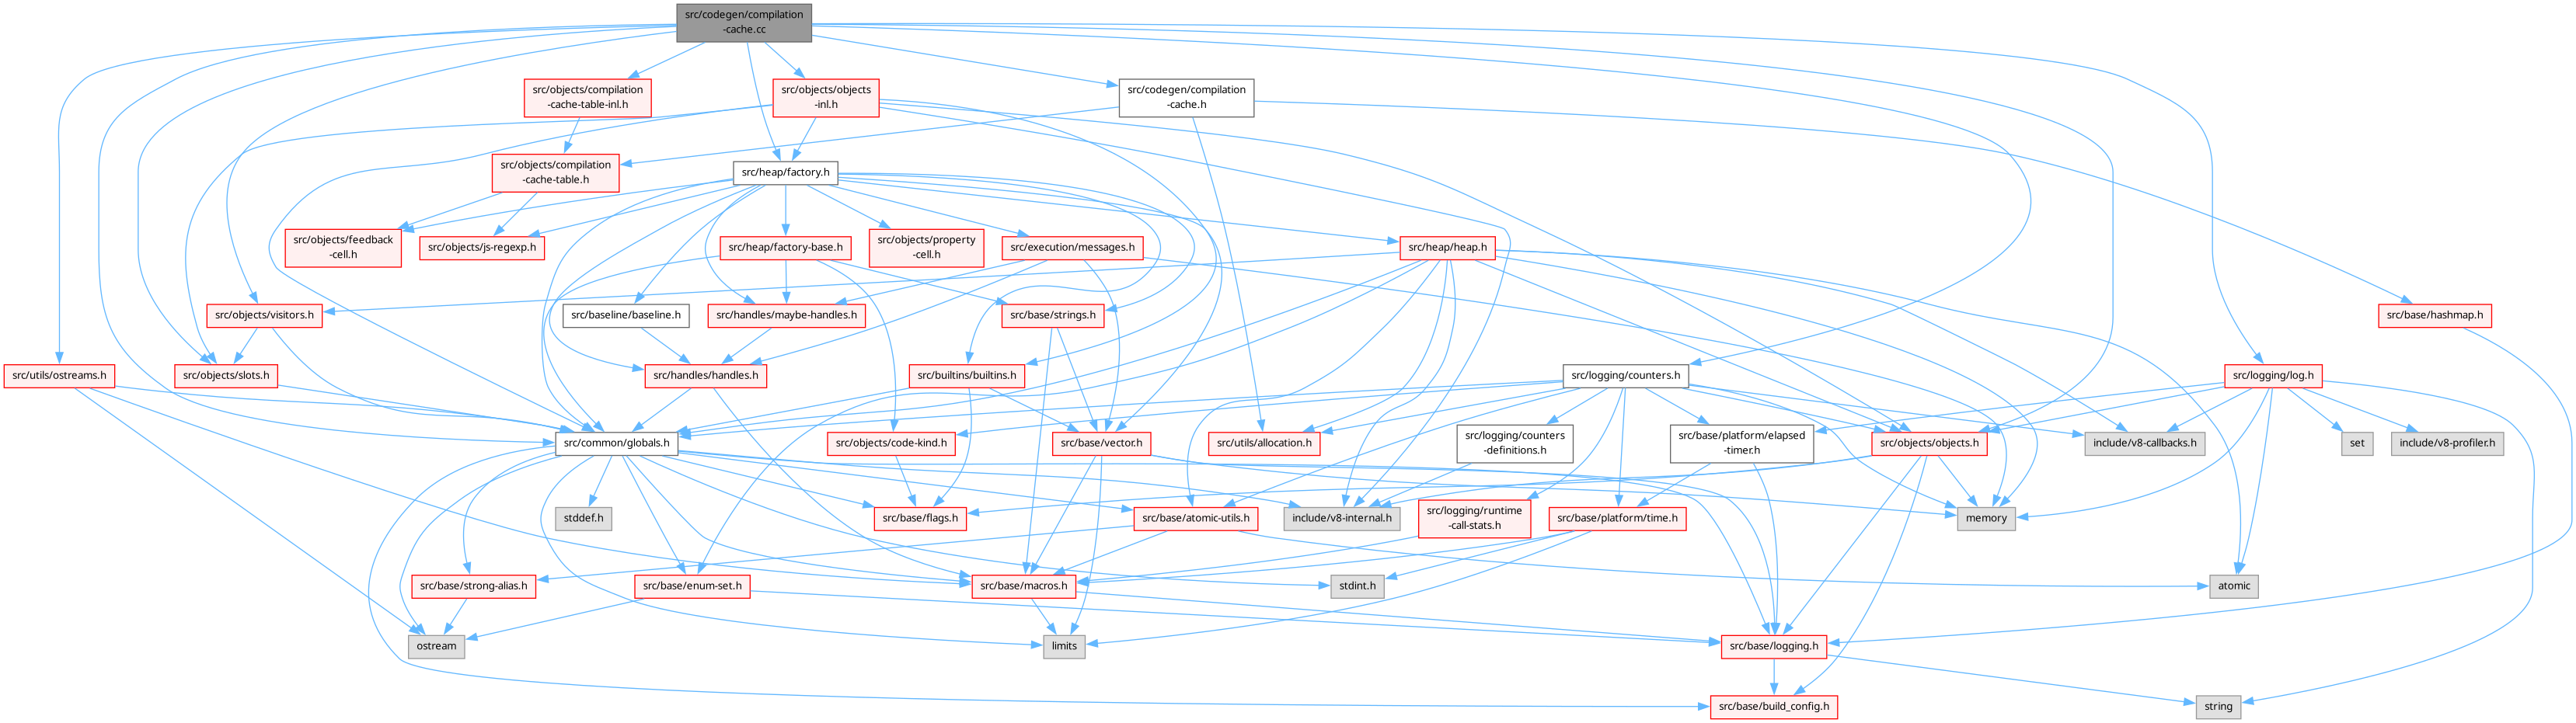 src/codegen/compilation
-cache.cc
src/objects/compilation
-cache-table-inl.h
src/objects/objects
-inl.h
src/codegen/compilation
-cache.h
src/objects/compilation
-cache-table.h
src/heap/factory.h
src/objects/feedback
-cell.h
src/objects/js-regexp.h
src/heap/factory-base.h
src/objects/property
-cell.h
src/execution/messages.h
src/heap/heap.h
src/objects/visitors.h
src/baseline/baseline.h
src/handles/maybe-handles.h
src/base/strings.h
src/base/hashmap.h
src/utils/ostreams.h
src/objects/slots.h
src/handles/handles.h
src/builtins/builtins.h
src/logging/counters.h
src/logging/log.h
src/common/globals.h
src/objects/code-kind.h
src/base/vector.h
src/utils/allocation.h
src/logging/counters
-definitions.h
src/base/platform/elapsed
-timer.h
src/objects/objects.h
include/v8-callbacks.h
set
include/v8-profiler.h
stddef.h
src/base/flags.h
src/base/atomic-utils.h
include/v8-internal.h
src/logging/runtime
-call-stats.h
src/base/platform/time.h
memory
src/base/strong-alias.h
src/base/enum-set.h
src/base/macros.h
stdint.h
atomic
ostream
limits
src/base/logging.h
src/base/build_config.h
string